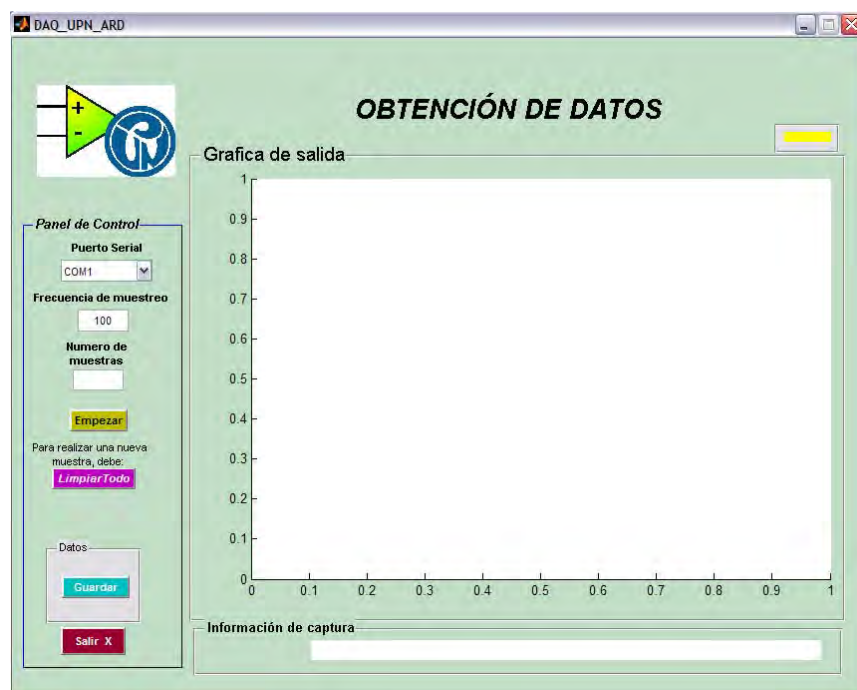 DAQ_UPN_ARD
OBTENCIÓN DE DATOS
Grafica de salida
1
0.9
0.8
0.7
0.6
0.5
0.4
0.3
0.2
0.1
0
0 0.1 0.2 0.3 0.4 0.5 0.6 0.7 0.8 0.9 1
Panel de Control
Puerto Serial
COM1
Frecuencia de muestreo
100
Numero de
muestras
Empezar
Para realizar una nueva
muestra, debe:
LimpiarTodo
Datos
Guardar
Salir X
Información de captura